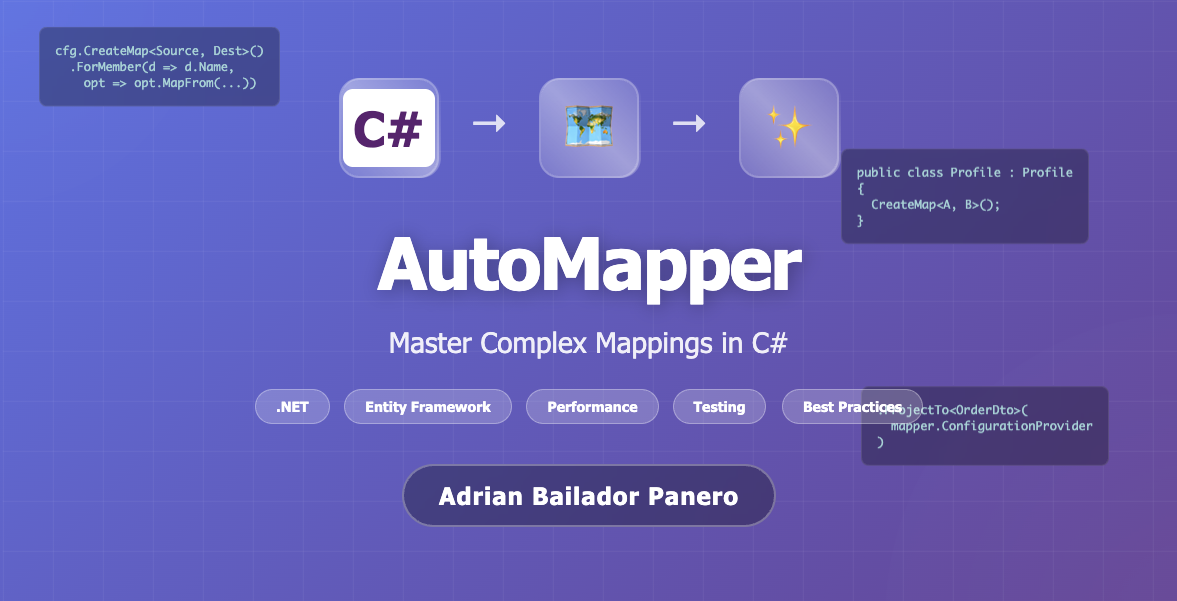 cfg.CreateMap<Source, Dest>()
.ForMember(d => d.Name,
opt => opt.MapFrom(...))
C#
→
→
public class Profile : Profile
{
CreateMap<A, B>();
}
AutoMapper
Master Complex Mappings in C#
.NET
Entity Framework
Performance
Testing
Best Practices
ojectTo<OrderDto>(
mapper.ConfigurationProvider
)
Adrian Bailador Panero